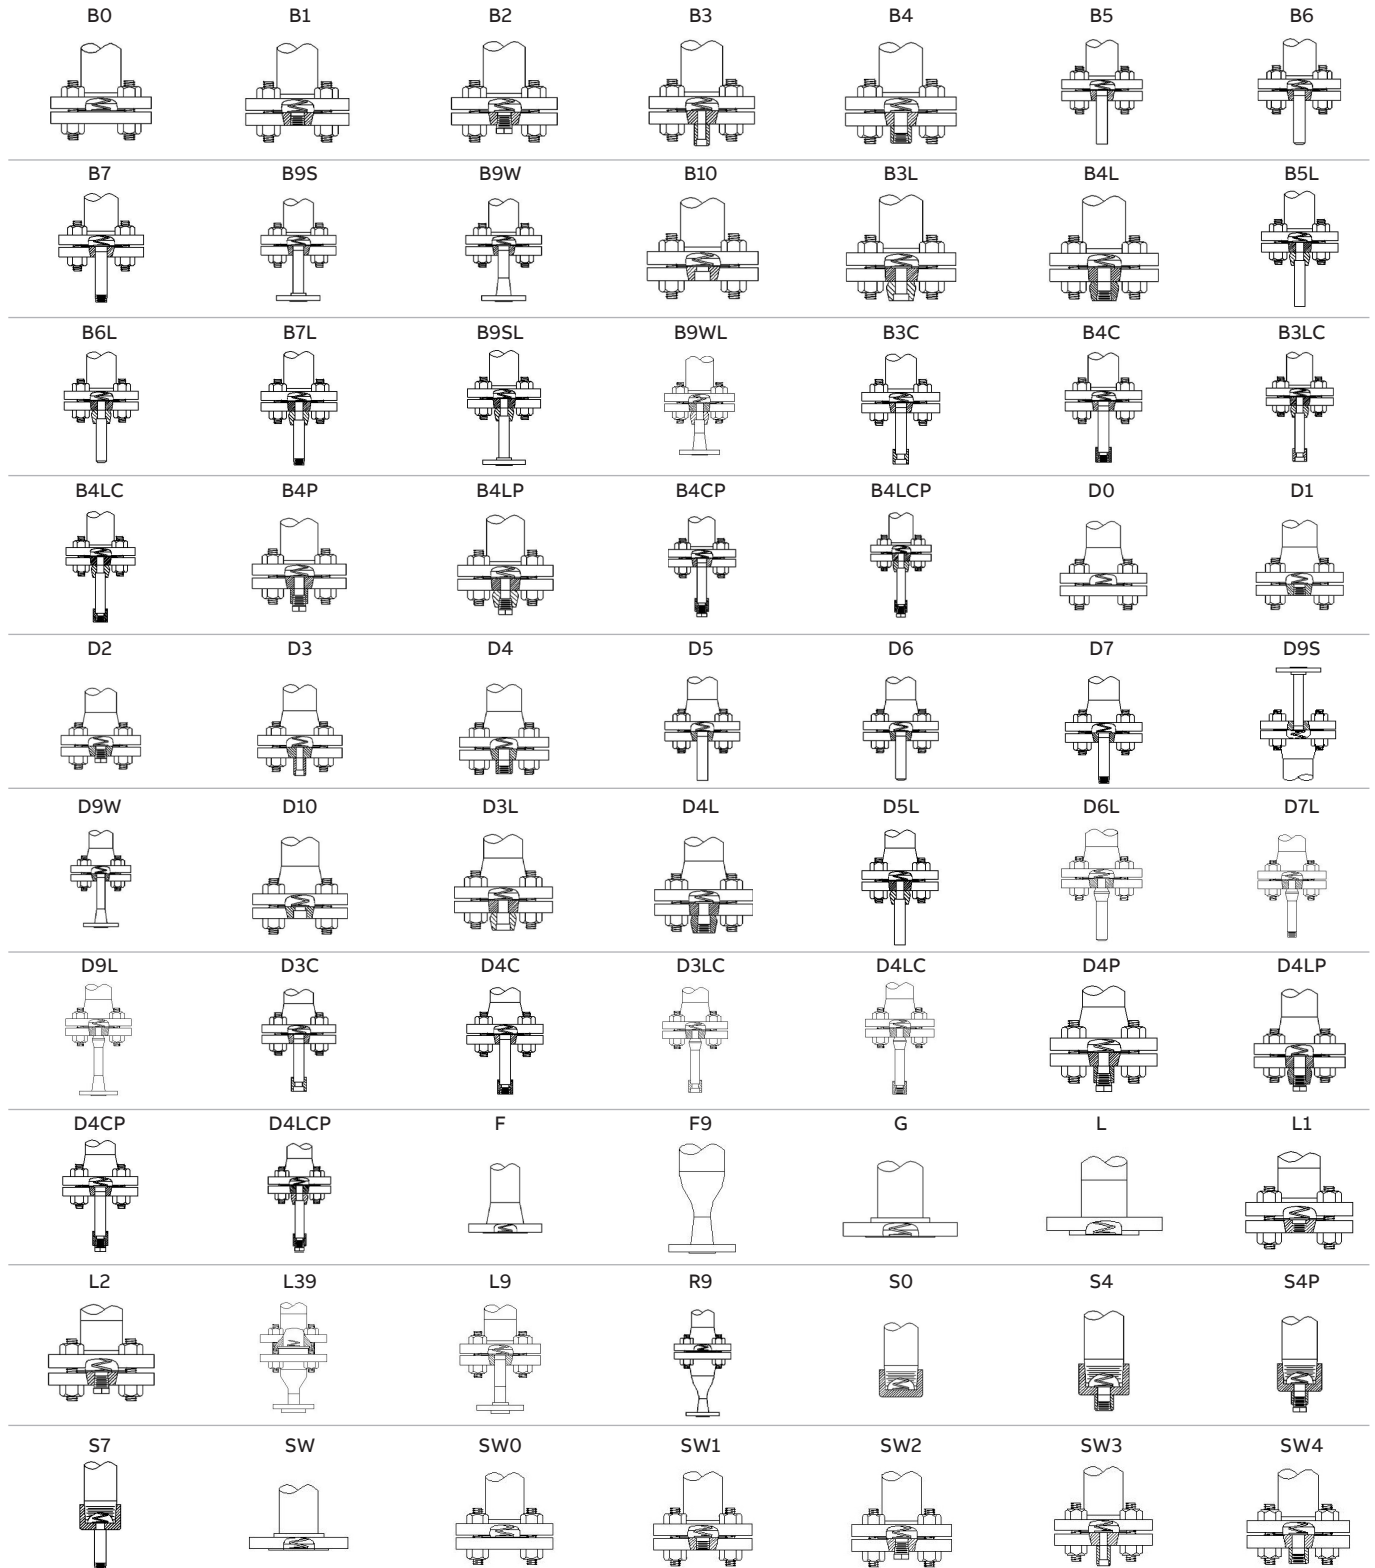 B0 B1 B2 B3 B4 B5 B6
B7 B9S B9W B10 B3L B4L B5L
B6L B7L B9SL B9WL B3C B4C B3LC
B4LC B4P B4LP B4CP B4LCP D0 D1
D2 D3 D4 D5 D6 D7 D9S
D9W D10 D3L D4L D5L D6L D7L
D9L D3C D4C D3LC D4LC D4P D4LP
D4CP D4LCP F F9 G L L1
L2 L39 L9 R9 S0 S4 S4P
S7 SW SW0 SW1 SW2 SW3 SW4